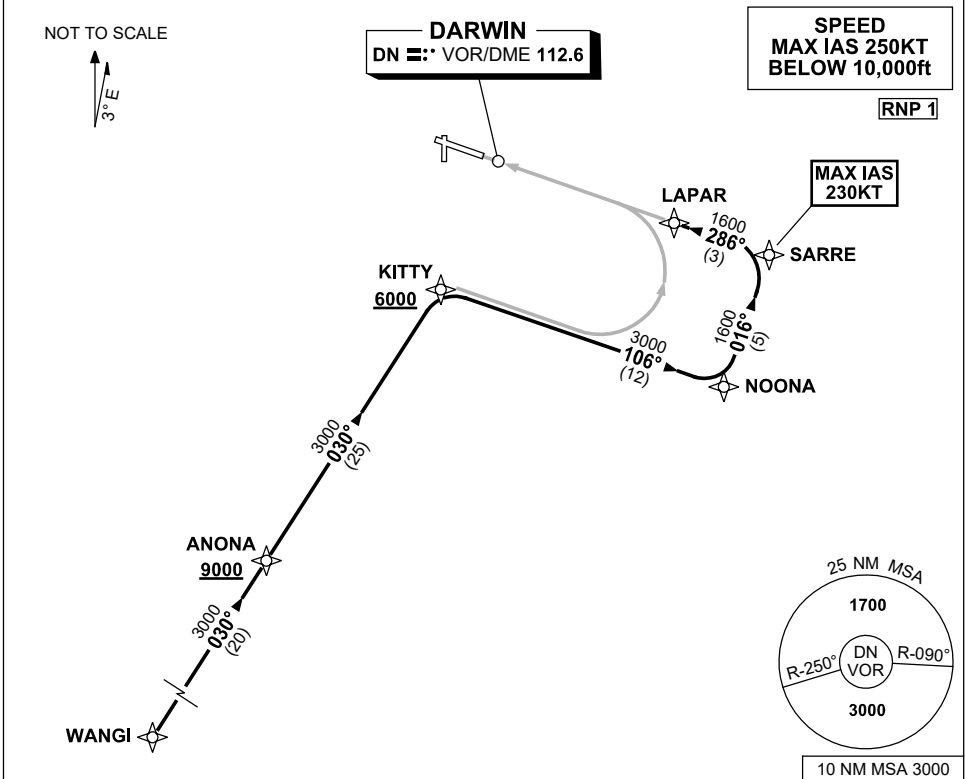 NOT TO SCALE
3° E
DARWIN
DN VOR/DME 112.6
SPEED
MAX IAS 250KT
BELOW 10,000ft
RNP 1
MAX IAS
230KT
LAPAR
1600
286°
(3)
SARRE
KITTY
6000
1600
016°
(5)
3000
106°
(12)
NOONA
3000
030°
(25)
ANONA
9000
3000
030°
(20)
WANGI
25 NM MSA
1700
R-250°
DN
VOR
R-090°
3000
10 NM MSA 3000